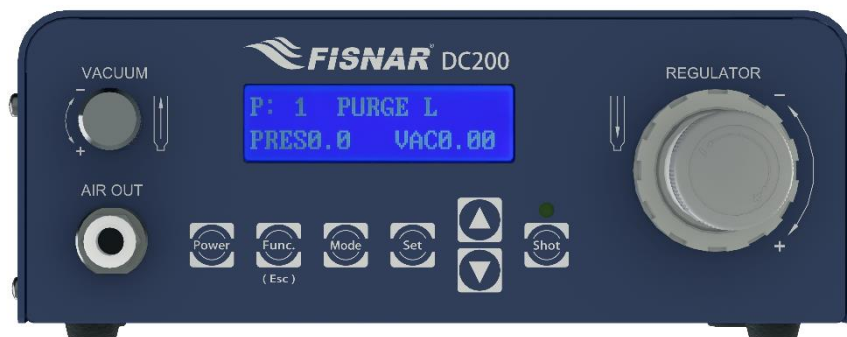 FISNAR® DC200
VACUUM
REGULATOR
P: 1 PURGE L
PRES0.0 VAC0.00
-
+
-
+
AIR OUT
Power
Func.
Mode
Set
Shot
(Esc)